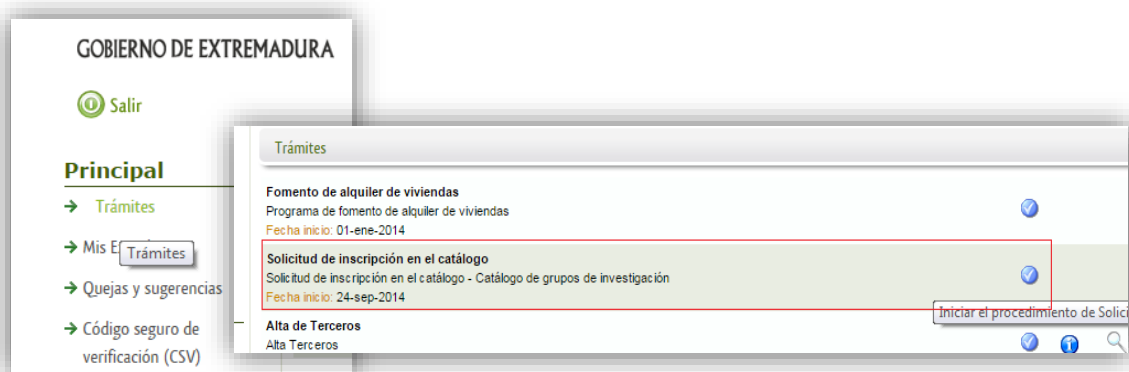 GOBIERNO DE EXTREMADURA
Salir
Principal
Trámites
Mis E
Trámites
Quejas y sugerencias
Código seguro de
verificación (CSV)
Trámites
Fomento de alquiler de viviendas
Programa de fomento de alquiler de viviendas
Fecha inicio: 01-ene-2014
Solicitud de inscripción en el catálogo
Solicitud de inscripción en el catálogo - Catálogo de grupos de investigación
Fecha inicio: 24-sep-2014
Iniciar el procedimiento de Solici
Alta de Terceros
Alta Terceros